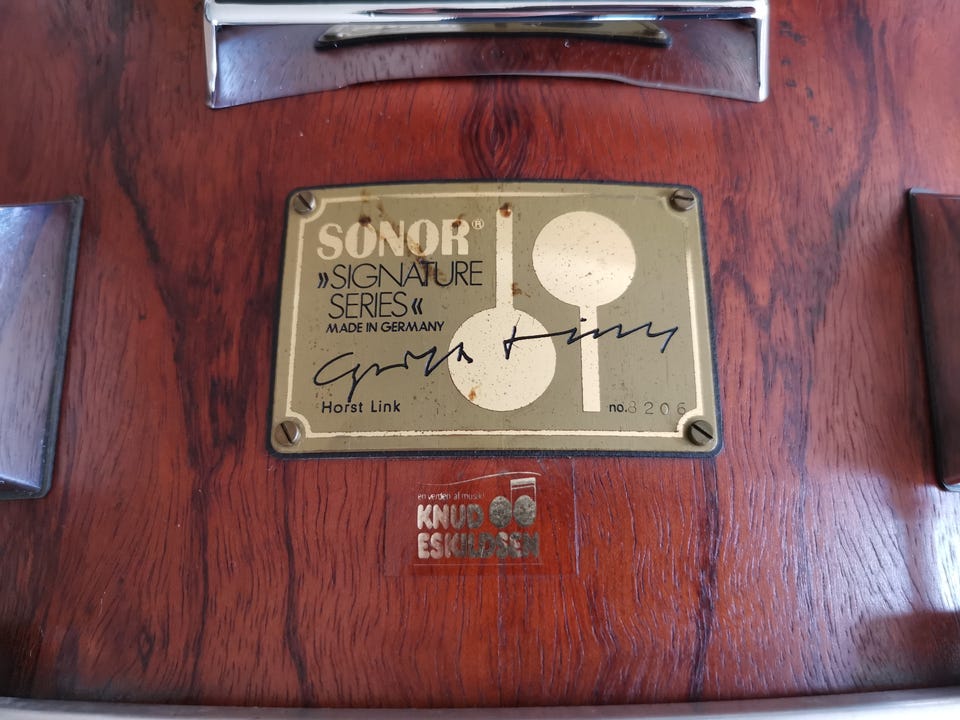 SONOR®
»SIGNATURE
SERIES«
MADE IN GERMANY
Horst Link
no. 3206
en verden af musik!
KNUD
ESKILDSEN